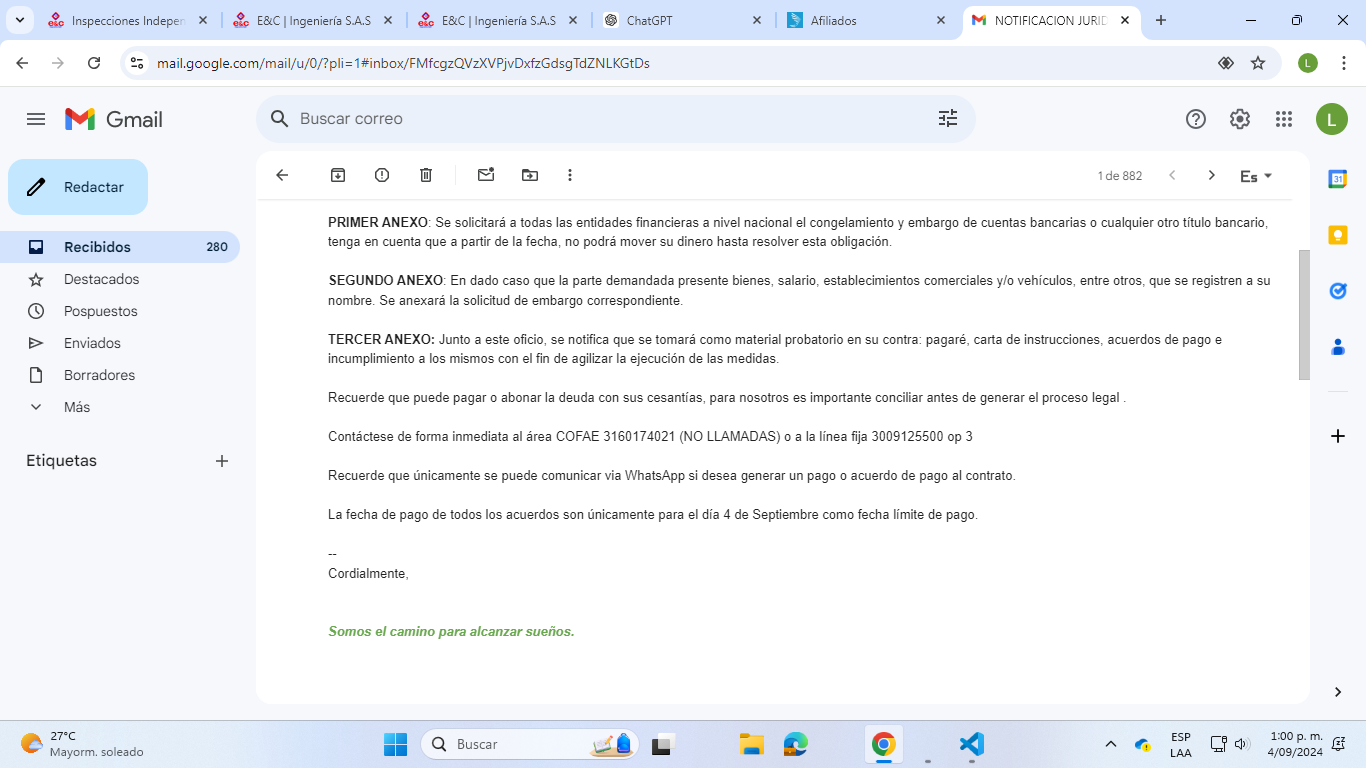 Inspecciones Indepen
E&C | Ingeniería S.A.S
E&C | Ingeniería S.A.S
ChatGPT
Afiliados
NOTIFICACION JURID
mail.google.com/mail/u/0/?pli=1#inbox/FMfcgzQVzXVPjvDxfzGdsgTdZNLKGtDs
L
Gmail
Buscar correo
L
Redactar
1 de 882
Es
31
Recibidos 280
Destacados
Pospuestos
Enviados
Borradores
Más
Etiquetas
PRIMER ANEXO: Se solicitará a todas las entidades financieras a nivel nacional el congelamiento y embargo de cuentas bancarias o cualquier otro título bancario,
tenga en cuenta que a partir de la fecha, no podrá mover su dinero hasta resolver esta obligación.
SEGUNDO ANEXO: En dado caso que la parte demandada presente bienes, salario, establecimientos comerciales y/o vehículos, entre otros, que se registren a su
nombre. Se anexará la solicitud de embargo correspondiente.
TERCER ANEXO: Junto a este oficio, se notifica que se tomará como material probatorio en su contra: pagaré, carta de instrucciones, acuerdos de pago e
incumplimiento a los mismos con el fin de agilizar la ejecución de las medidas.
Recuerde que puede pagar o abonar la deuda con sus cesantías, para nosotros es importante conciliar antes de generar el proceso legal .
Contáctese de forma inmediata al área COFAE 3160174021 (NO LLAMADAS) o a la línea fija 3009125500 op 3
Recuerde que únicamente se puede comunicar via WhatsApp si desea generar un pago o acuerdo de pago al contrato.
La fecha de pago de todos los acuerdos son únicamente para el día 4 de Septiembre como fecha límite de pago.
--
Cordialmente,
Somos el camino para alcanzar sueños.
27°C
Mayorm. soleado
Buscar
ESP
LAA
1:00 p. m.
4/09/2024